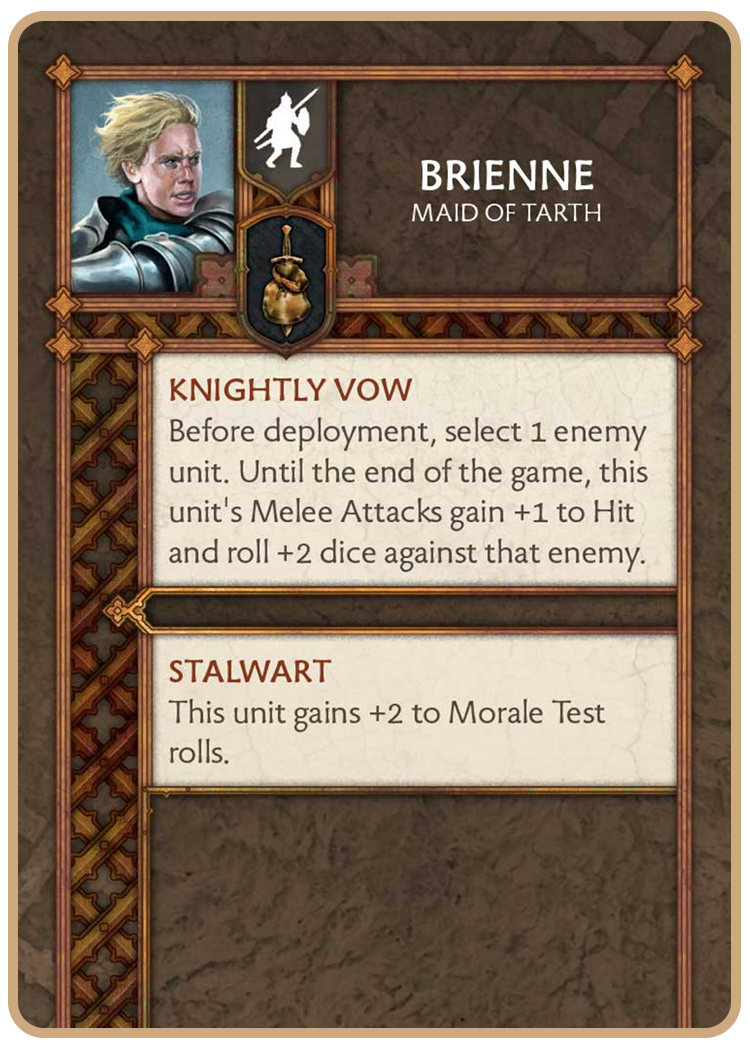 BRIENNE
MAID OF TARTH
KNIGHTLY VOW
Before deployment, select 1 enemy
unit. Until the end of the game, this
unit's Melee Attacks gain +1 to Hit
and roll +2 dice against that enemy.
STALWART
This unit gains +2 to Morale Test
rolls.